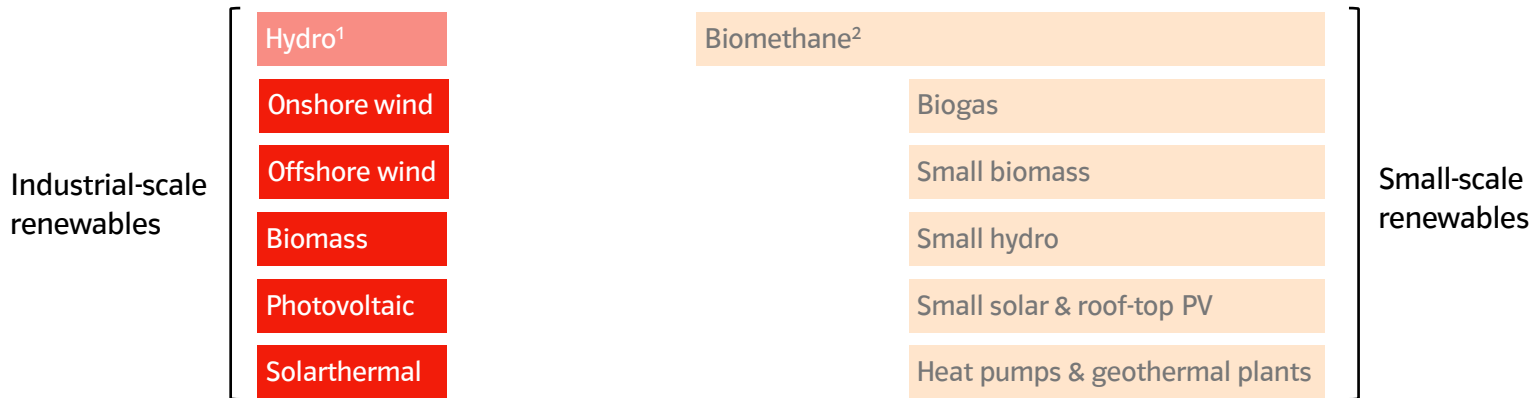 Industrial-scale
renewables
Hydro¹
Onshore wind
Offshore wind
Biomass
Photovoltaic
Solarthermal
Biomethane²
Biogas
Small biomass
Small hydro
Small solar & roof-top PV
Heat pumps & geothermal plants
Small-scale
renewables